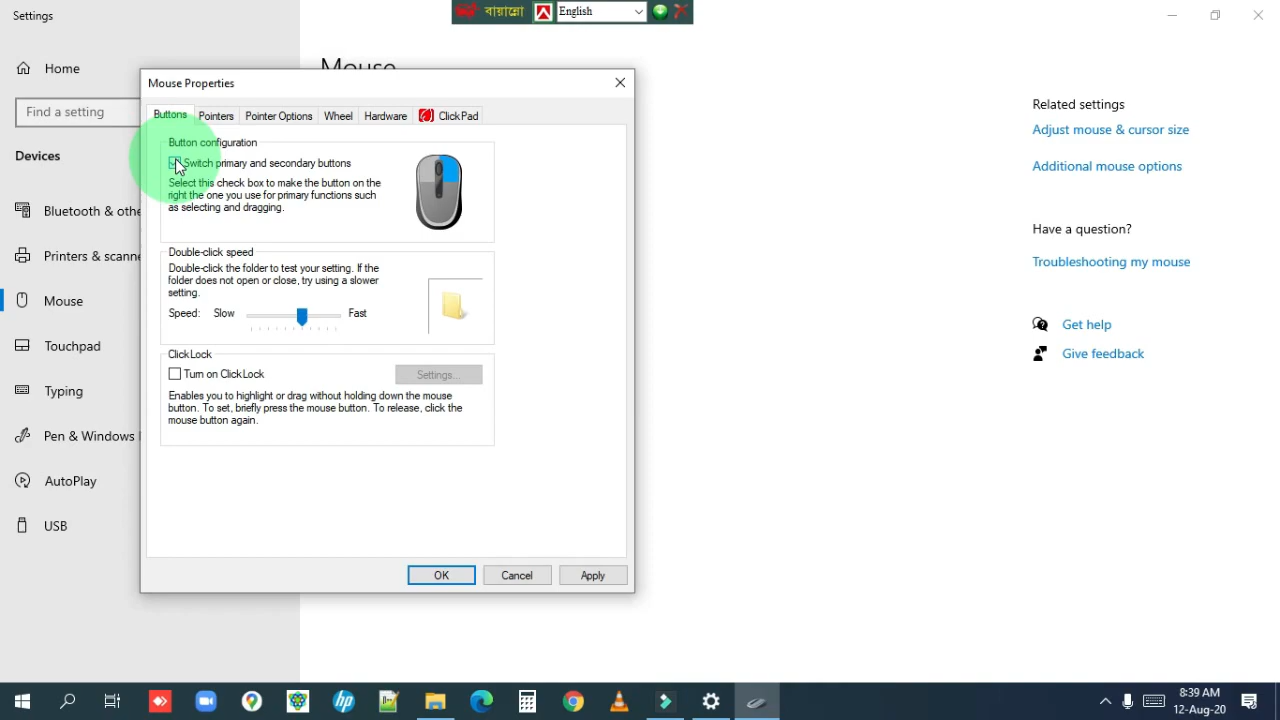 Settings
বায়ান্নো
English
Home
Mouse
Find a setting
Devices
Bluetooth & othe
Printers & scanne
Mouse
Touchpad
Typing
Pen & Windows
AutoPlay
USB
Mouse Properties
Buttons
Pointers
Pointer Options
Wheel
Hardware
ClickPad
Button configuration
Switch primary and secondary buttons
Select this check box to make the button on the
right the one you use for primary functions such
as selecting and dragging.
Double-click speed
Double-click the folder to test your setting. If the
folder does not open or close, try using a slower
setting.
Speed: Slow Fast
ClickLock
Turn on ClickLock
Settings...
Enables you to highlight or drag without holding down the mouse
button. To set, briefly press the mouse button. To release, click the
mouse button again.
OK
Cancel
Apply
Related settings
Adjust mouse & cursor size
Additional mouse options
Have a question?
Troubleshooting my mouse
Get help
Give feedback
hp
8:39 AM
12-Aug-20